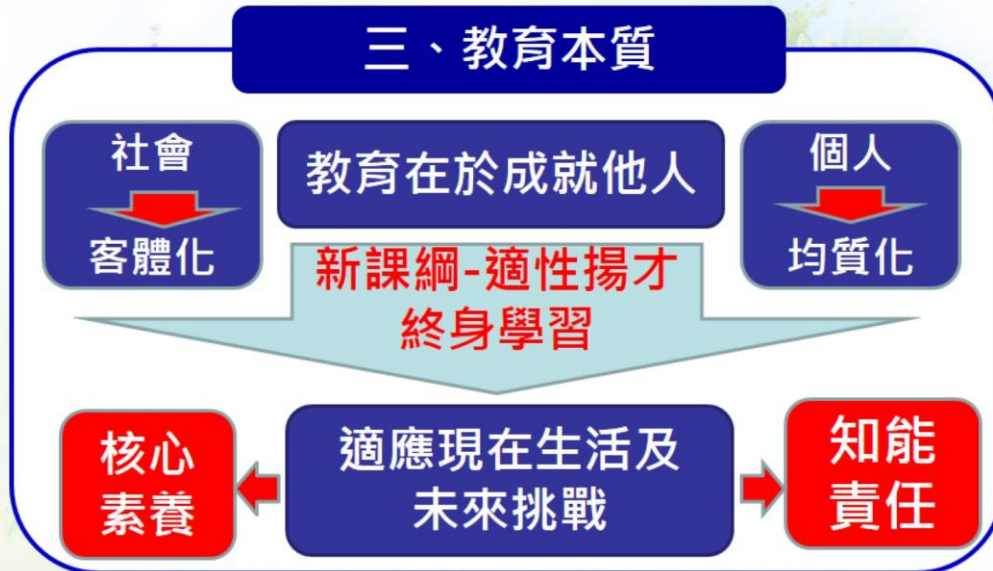 三、教育本質
社會
客體化
教育在於成就他人
個人
均質化
新課綱-適性揚才
終身學習
核心
素養
適應現在生活及
未來挑戰
知能
責任